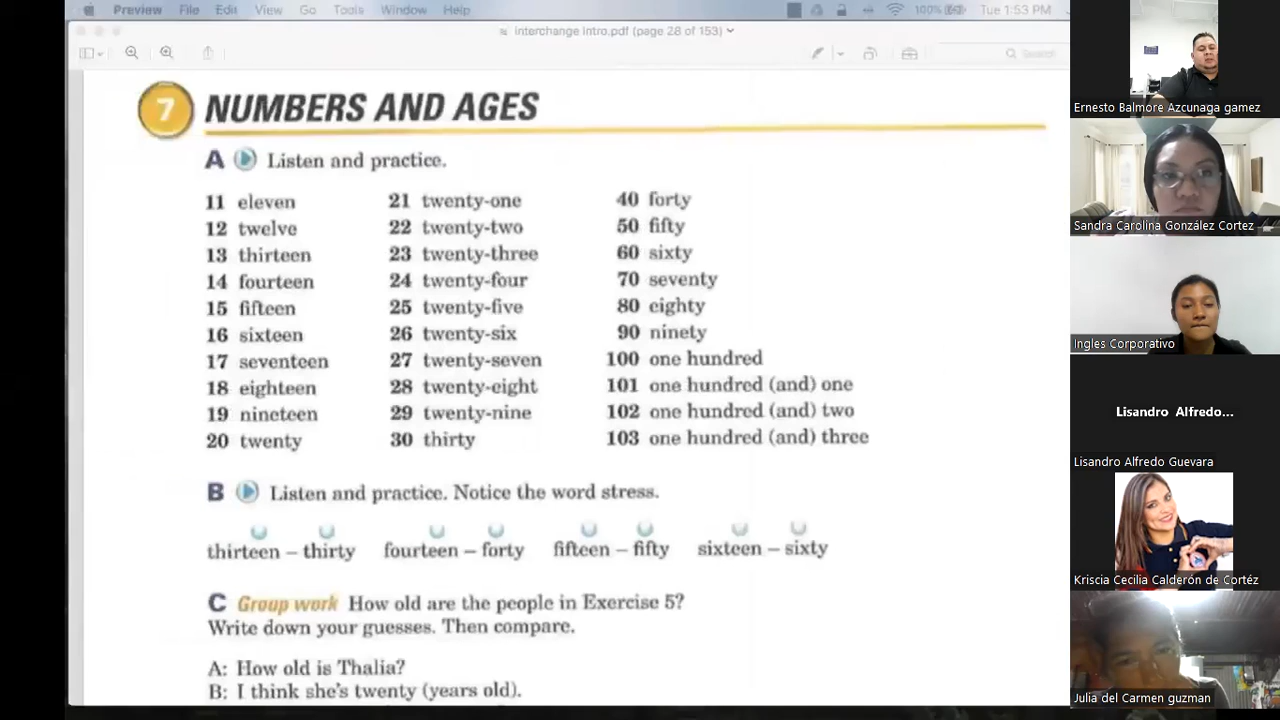 Preview File Edit View Go Tools Window Help 100% Tue 1:53 PM
interchange intro.pdf (page 28 of 153)
Search
7 NUMBERS AND AGES
A Listen and practice.
11 eleven 21 twenty-one 40 forty
12 twelve 22 twenty-two 50 fifty
13 thirteen 23 twenty-three 60 sixty
14 fourteen 24 twenty-four 70 seventy
15 fifteen 25 twenty-five 80 eighty
16 sixteen 26 twenty-six 90 ninety
17 seventeen 27 twenty-seven 100 one hundred
18 eighteen 28 twenty-eight 101 one hundred (and) one
19 nineteen 29 twenty-nine 102 one hundred (and) two
20 twenty 30 thirty 103 one hundred (and) three
B Listen and practice. Notice the word stress.
thirteen – thirty fourteen – forty fifteen – fifty sixteen – sixty
C Group work How old are the people in Exercise 5?
Write down your guesses. Then compare.
A: How old is Thalia?
B: I think she's twenty (years old).
Ernesto Balmore Azcunaga gamez
Sandra Carolina González Cortez
Ingles Corporativo
Lisandro Alfredo...
Lisandro Alfredo Guevara
Kriscia Cecilia Calderón de Cortéz
Julia del Carmen guzman